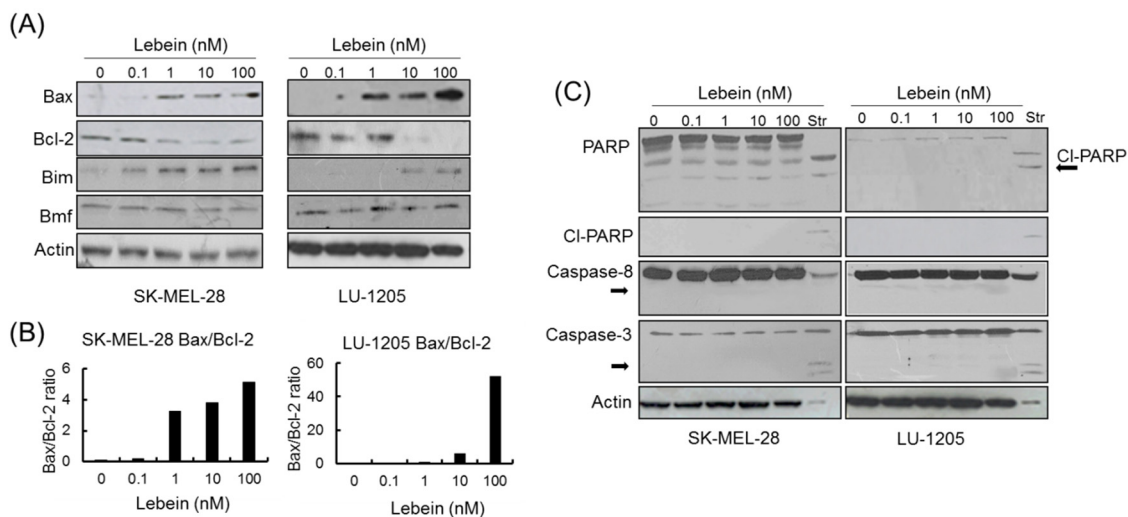 (A)
Lebein (nM) Lebein (nM)
0 0.1 1 10 100 0 0.1 1 10 100
Bax
Bcl-2
Bim
Bmf
Actin
SK-MEL-28 LU-1205
(B)
SK-MEL-28 Bax/Bcl-2
Bax/Bcl-2 ratio
6
4
2
0
0 0.1 1 10 100
Lebein (nM)
LU-1205 Bax/Bcl-2
Bax/Bcl-2 ratio
60
40
20
0
0 0.1 1 10 100
Lebein (nM)
(C)
Lebein (nM) Lebein (nM)
0 0.1 1 10 100 Str 0 0.1 1 10 100 Str
PARP
Cl-PARP
Cl-PARP
Caspase-8
Caspase-3
Actin
SK-MEL-28 LU-1205